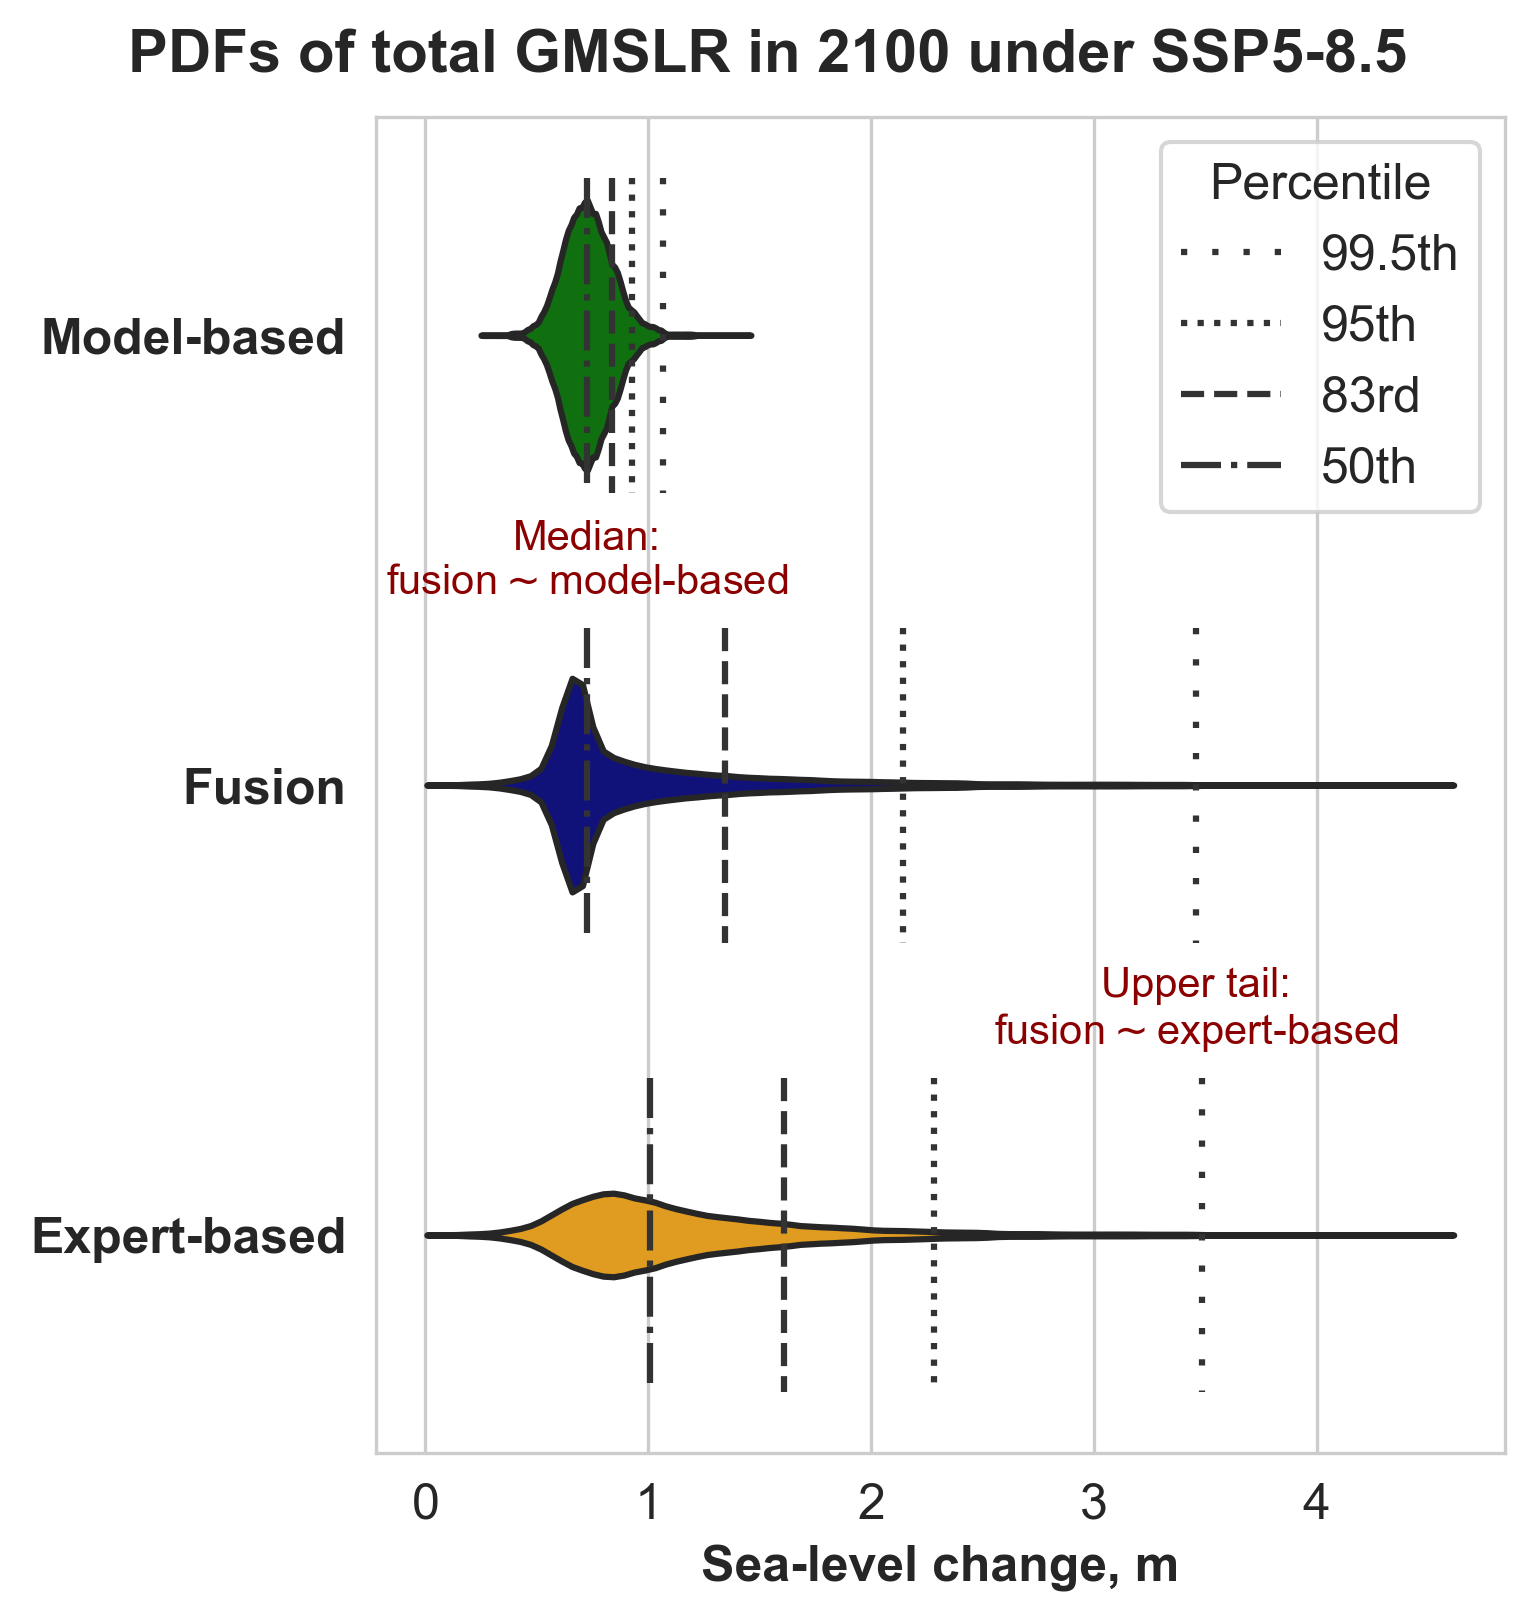 PDFs of total GMSLR in 2100 under SSP5-8.5
Percentile
99.5th
95th
83rd
50th
Model-based
Median:
fusion ∼ model-based
Fusion
Upper tail:
fusion ∼ expert-based
Expert-based
0 1 2 3 4
Sea-level change, m